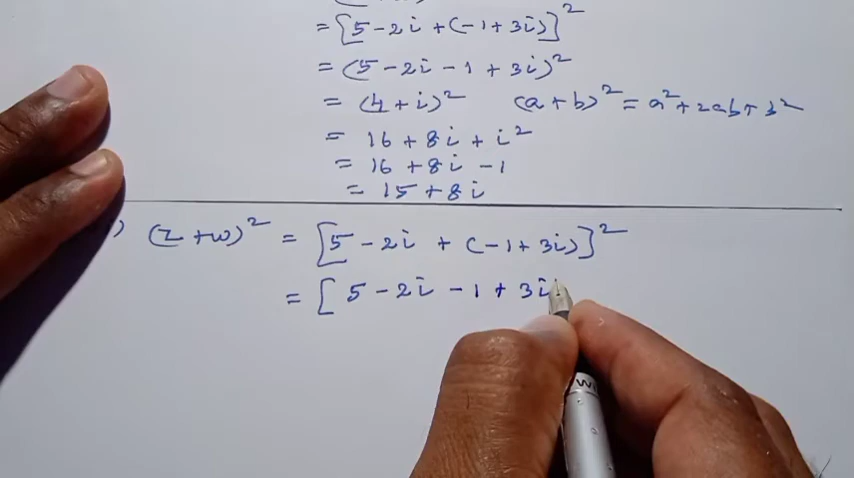 = [5 - 2i + (-1 + 3i)]²
= (5 - 2i - 1 + 3i)²
= (4 + i)² (a + b)² = a² + 2ab + b²
= 16 + 8i + i²
= 16 + 8i - 1
= 15 + 8i
) (z + w)² = [5 - 2i + (-1 + 3i)]²
= [5 - 2i - 1 + 3i